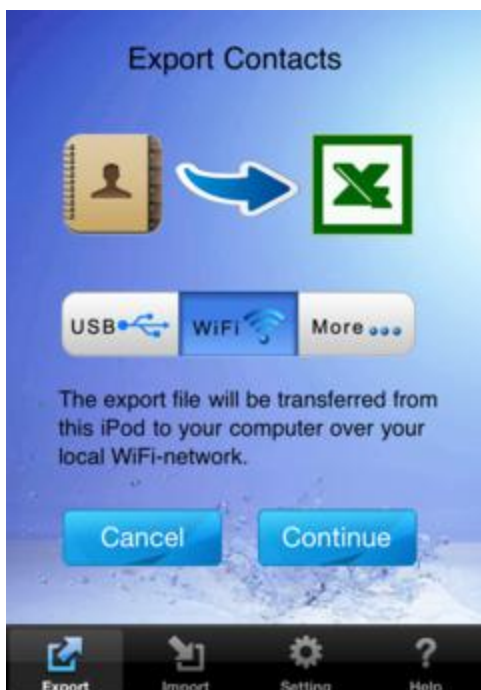 Export Contacts
USB WiFi More
The export file will be transferred from
this iPod to your computer over your
local WiFi-network.
Cancel Continue
Export Import Setting Help